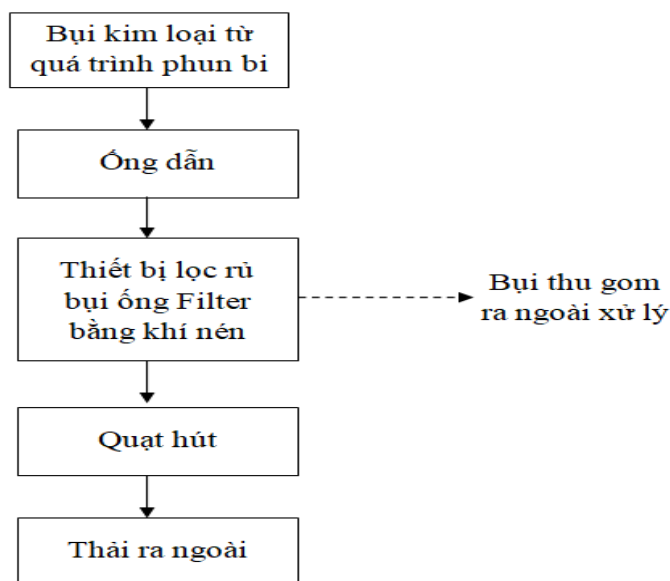 Bụi kim loại từ
quá trình phun bi
Ống dẫn
Thiết bị lọc rủ
bụi ống Filter
bằng khí nén
Bụi thu gom
ra ngoài xử lý
Quạt hút
Thải ra ngoài